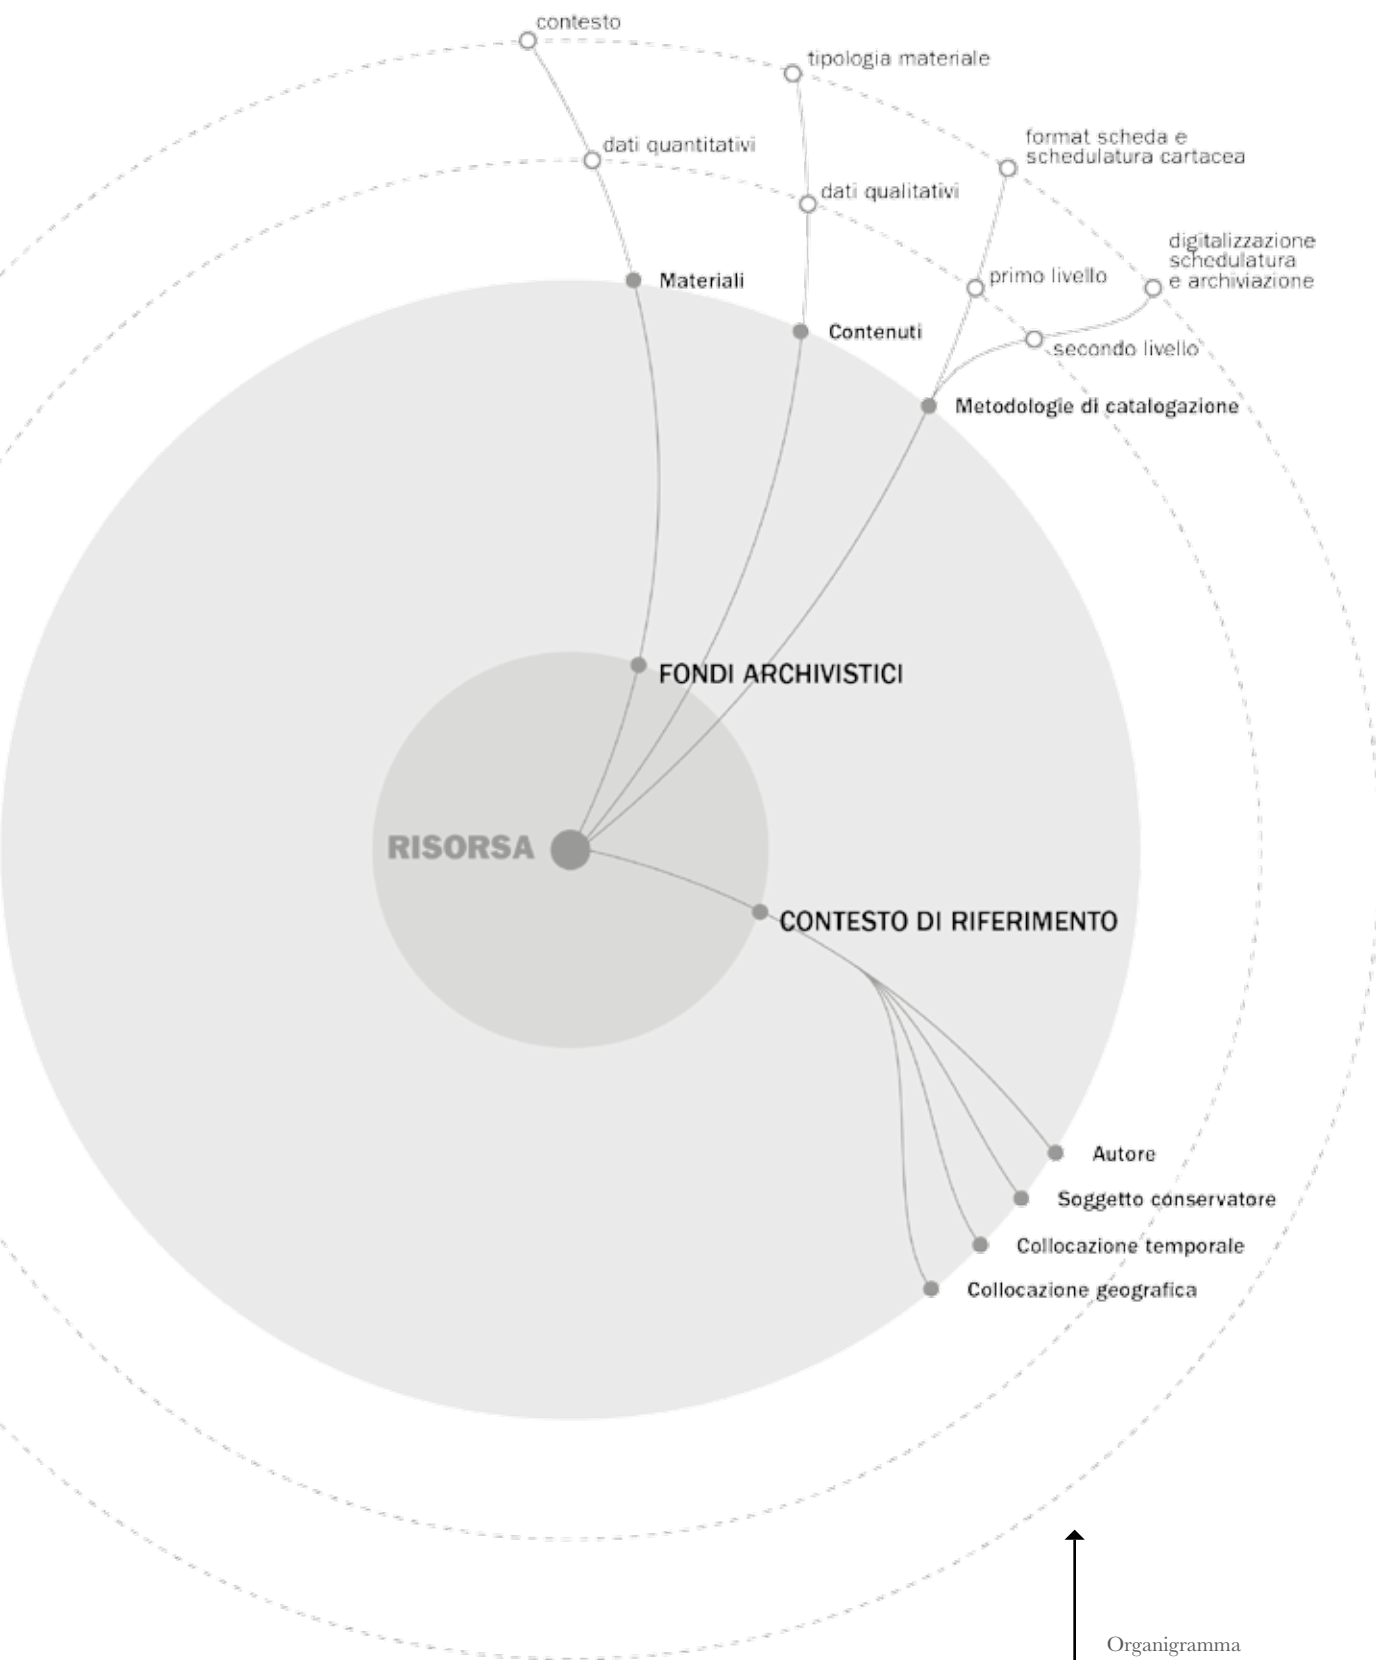 contesto
tipologia materiale
format scheda e
schedulatura cartacea
dati quantitativi
dati qualitativi
digitalizzazione
schedulatura
e archiviazione
primo livello
secondo livello
Materiali
Contenuti
Metodologie di catalogazione
FONDI ARCHIVISTICI
RISORSA
CONTESTO DI RIFERIMENTO
Autore
Soggetto conservatore
Collocazione temporale
Collocazione geografica
Organigramma